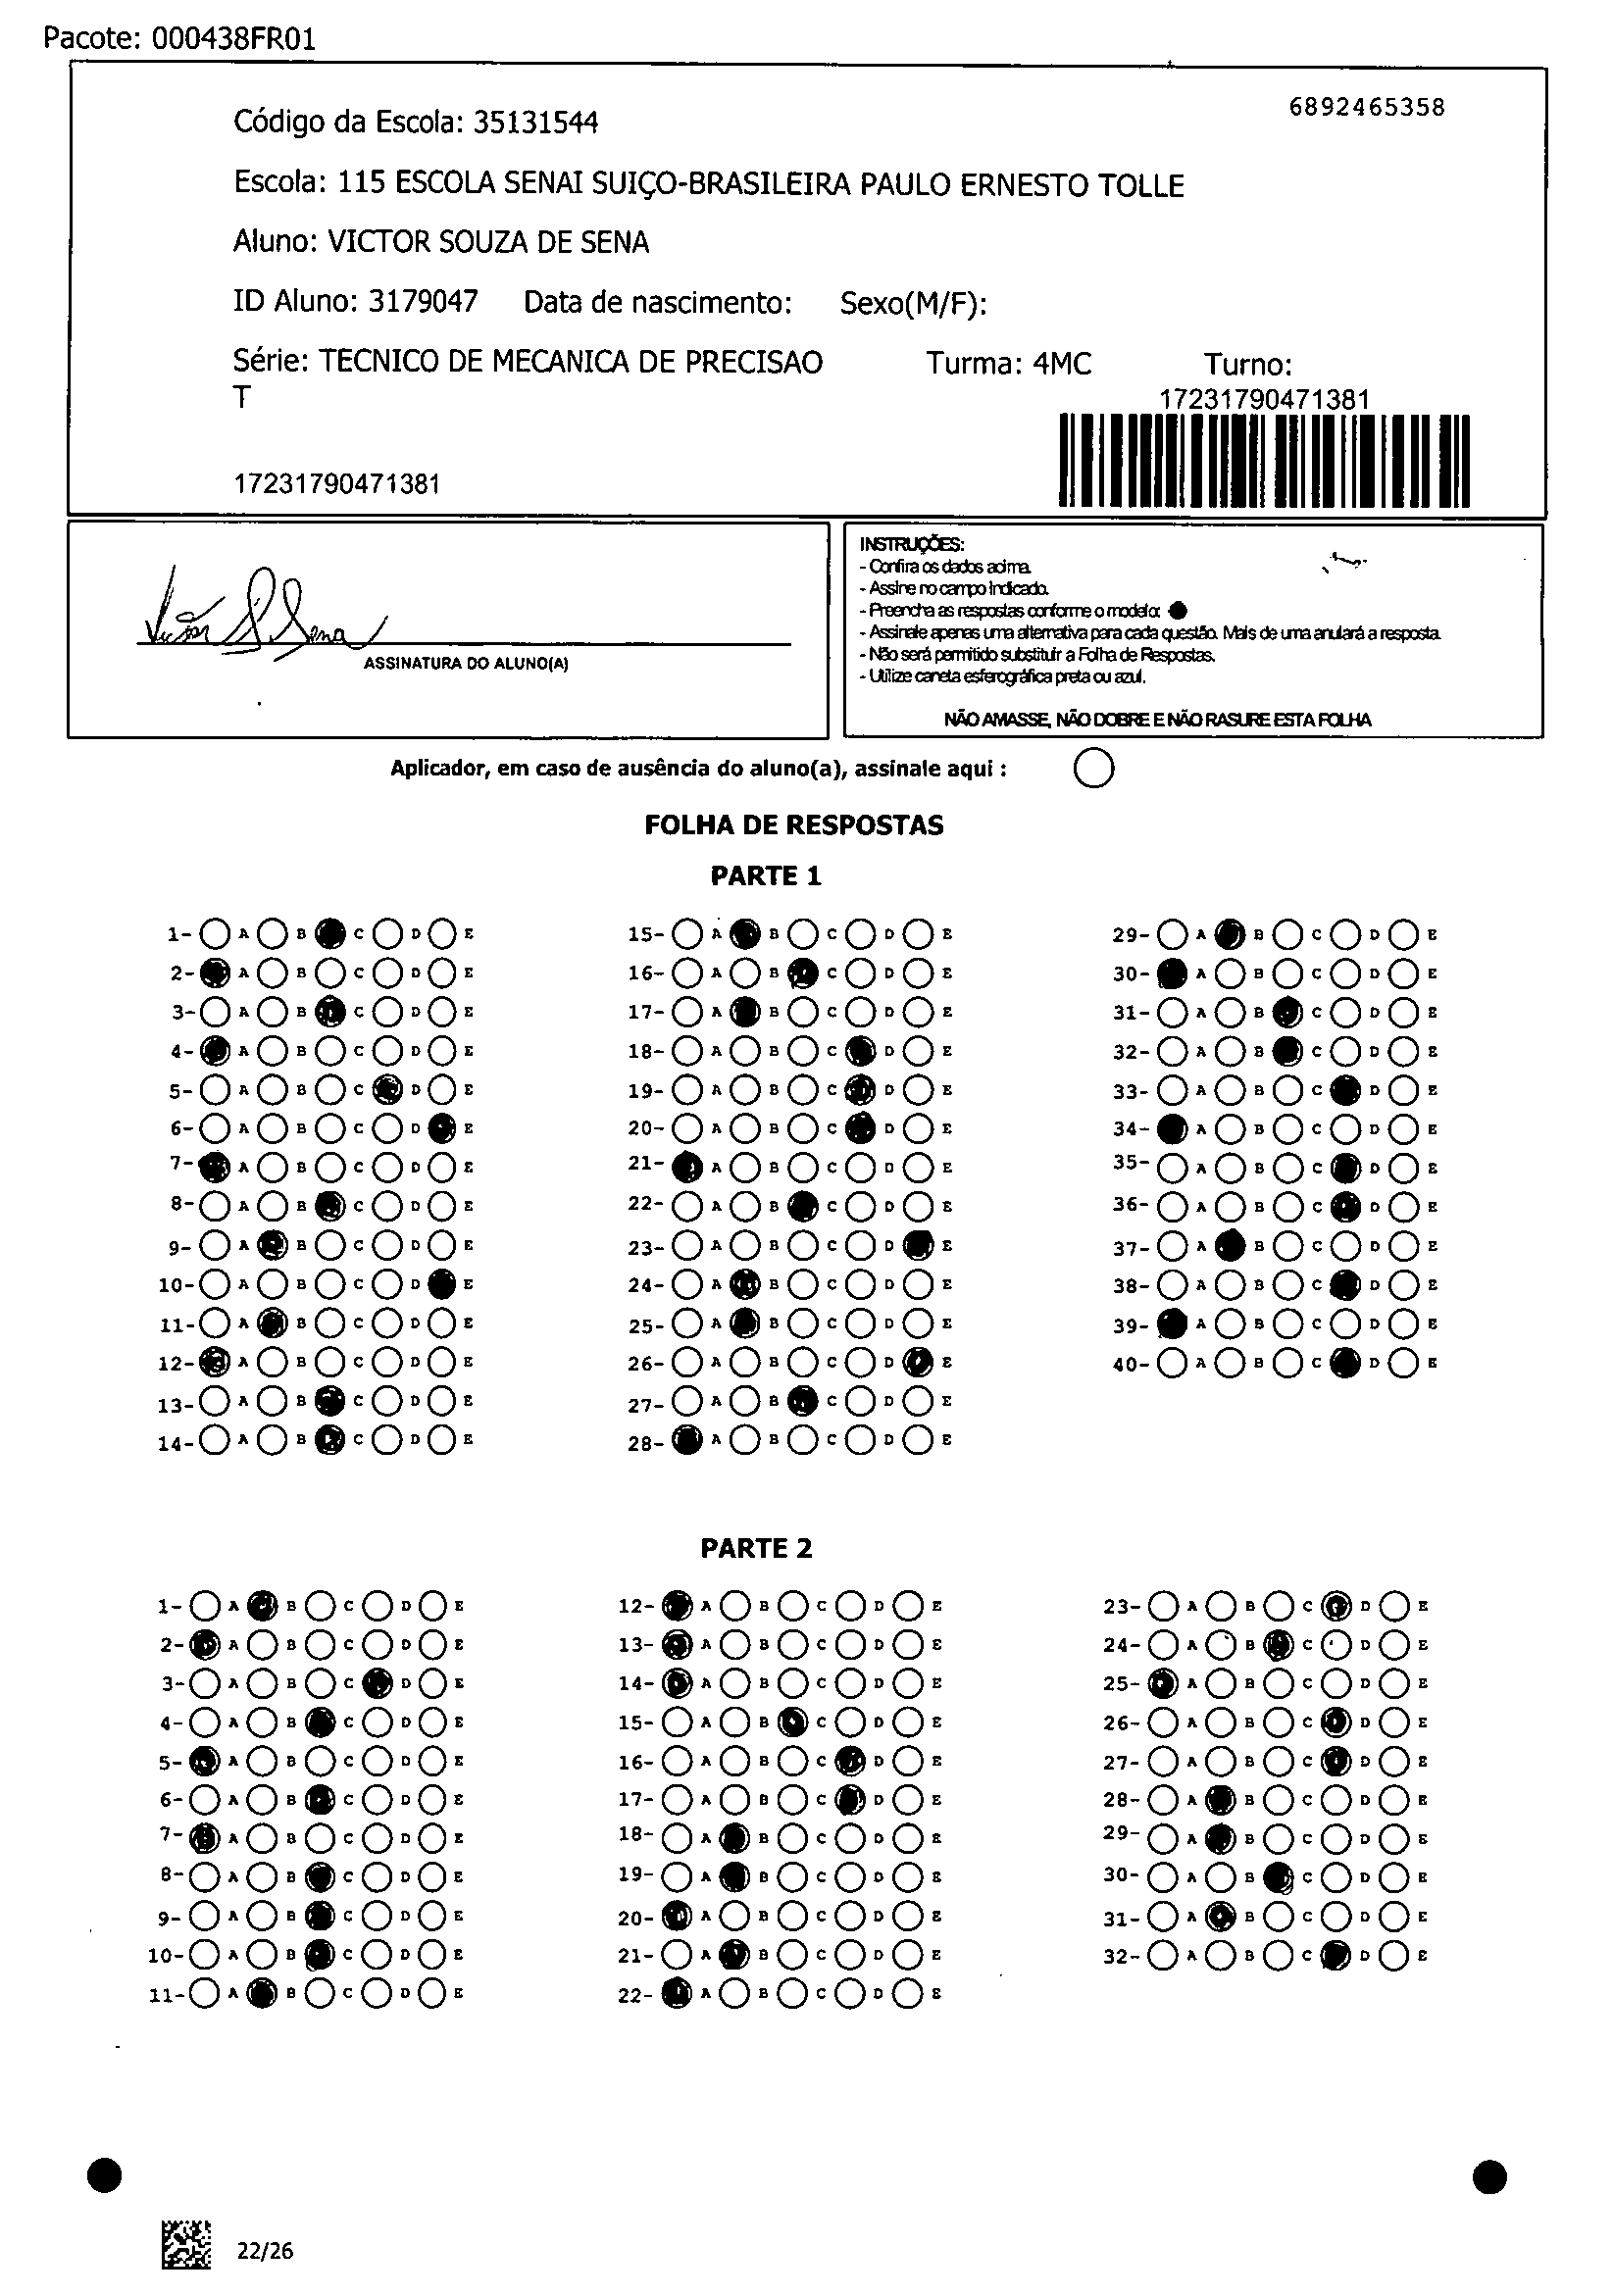 Pacote: 000438FR01
6892465358
Código da Escola: 35131544
Escola: 115 ESCOLA SENAI SUIÇO-BRASILEIRA PAULO ERNESTO TOLLE
Aluno: VICTOR SOUZA DE SENA
ID Aluno: 3179047 Data de nascimento: Sexo(M/F):
Série: TECNICO DE MECANICA DE PRECISAO Turma: 4MC Turno:
T
17231790471381
17231790471381
Victor S. Sena
ASSINATURA DO ALUNO(A)
INSTRUÇÕES:
- Confira os dados acima.
- Assine no campo indicado.
- Preencha as respostas conforme o modelo:
- Assinale apenas uma alternativa para cada questão. Mais de uma anulará a resposta.
- Não será permitido substituir a Folha de Respostas.
- Utilize caneta esferográfica preta ou azul.
NÃO AMASSE, NÃO DOBRE E NÃO RASURE ESTA FOLHA
Aplicador, em caso de ausência do aluno(a), assinale aqui :
FOLHA DE RESPOSTAS
PARTE 1
1- A B C D E 15- A B C D E 29- A B C D E
2- A B C D E 16- A B C D E 30- A B C D E
3- A B C D E 17- A B C D E 31- A B C D E
4- A B C D E 18- A B C D E 32- A B C D E
5- A B C D E 19- A B C D E 33- A B C D E
6- A B C D E 20- A B C D E 34- A B C D E
7- A B C D E 21- A B C D E 35- A B C D E
8- A B C D E 22- A B C D E 36- A B C D E
9- A B C D E 23- A B C D E 37- A B C D E
10- A B C D E 24- A B C D E 38- A B C D E
11- A B C D E 25- A B C D E 39- A B C D E
12- A B C D E 26- A B C D E 40- A B C D E
13- A B C D E 27- A B C D E
14- A B C D E 28- A B C D E
PARTE 2
1- A B C D E 12- A B C D E 23- A B C D E
2- A B C D E 13- A B C D E 24- A B C D E
3- A B C D E 14- A B C D E 25- A B C D E
4- A B C D E 15- A B C D E 26- A B C D E
5- A B C D E 16- A B C D E 27- A B C D E
6- A B C D E 17- A B C D E 28- A B C D E
7- A B C D E 18- A B C D E 29- A B C D E
8- A B C D E 19- A B C D E 30- A B C D E
9- A B C D E 20- A B C D E 31- A B C D E
10- A B C D E 21- A B C D E 32- A B C D E
11- A B C D E 22- A B C D E
22/26